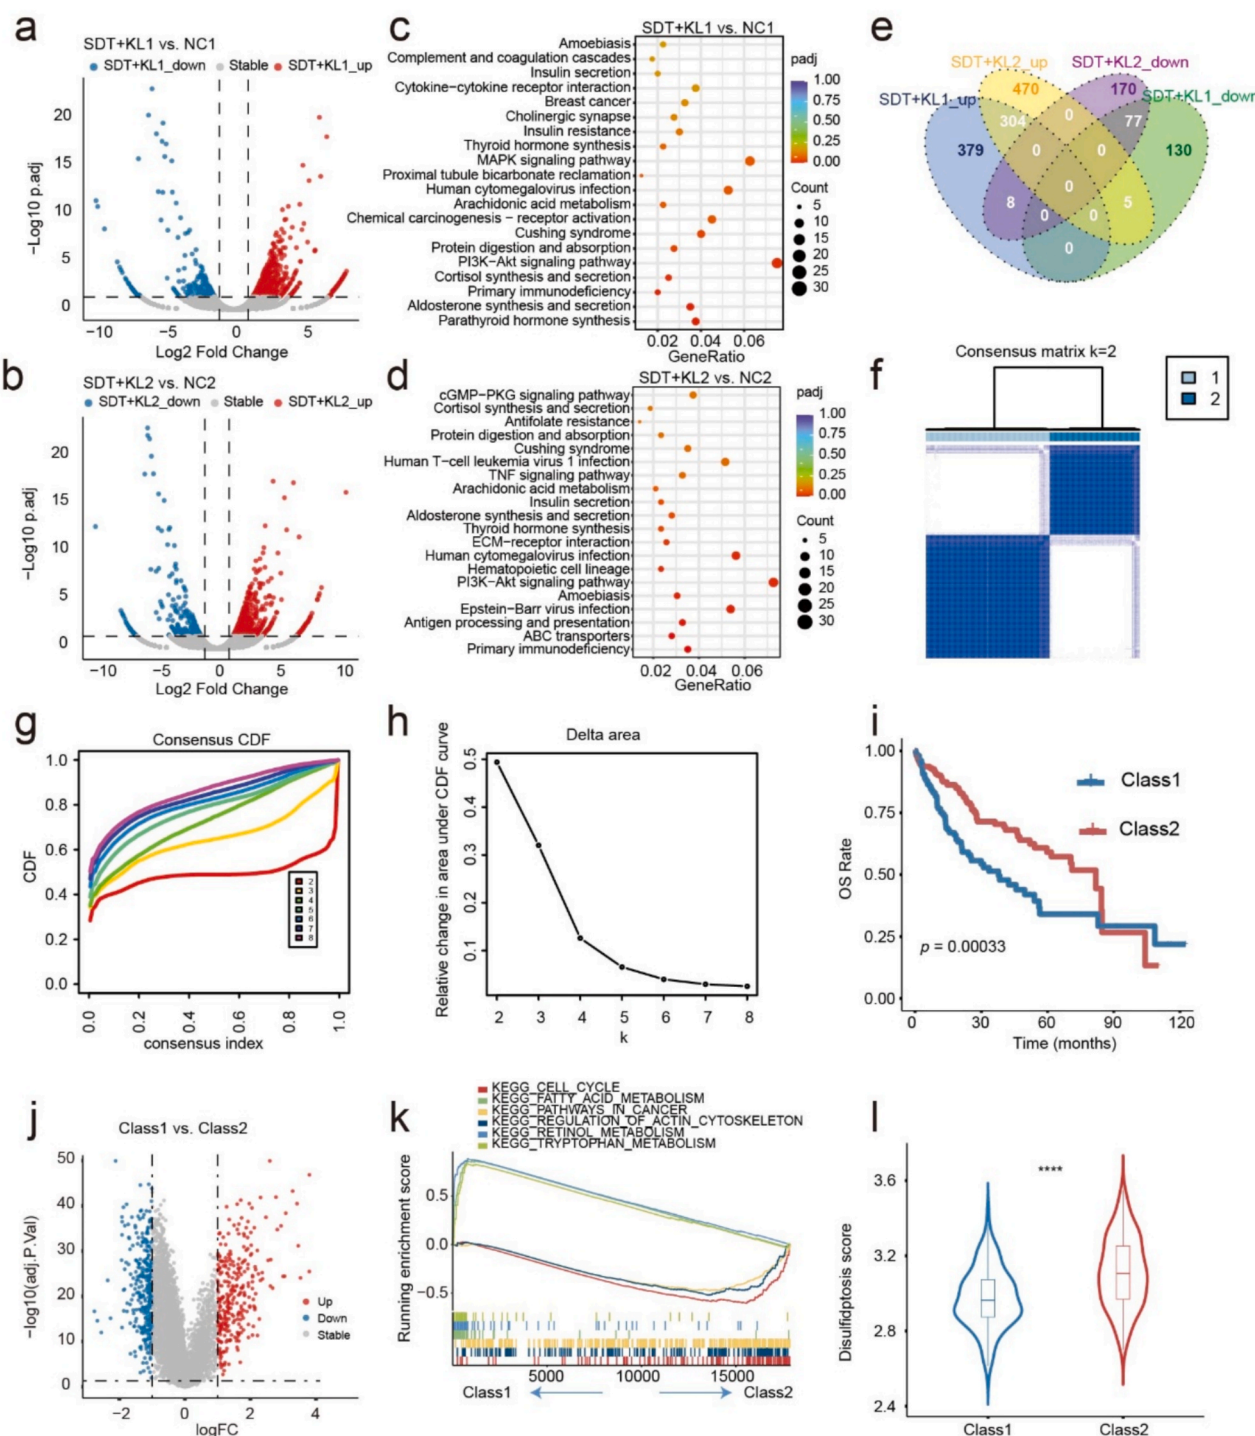 a
SDT+KL1 vs. NC1
SDT+KL1_down Stable SDT+KL1_up
−Log10 p.adj
20
15
10
5
0
−10 −5 0 5
Log2 Fold Change
b
SDT+KL2 vs. NC2
SDT+KL2_down Stable SDT+KL2_up
−Log10 p.adj
20
15
10
5
0
−10 −5 0 5 10
Log2 Fold Change
c
SDT+KL1 vs. NC1
Amoebiasis
Complement and coagulation cascades
Insulin secretion
Cytokine−cytokine receptor interaction
Breast cancer
Cholinergic synapse
Insulin resistance
Thyroid hormone synthesis
MAPK signaling pathway
Proximal tubule bicarbonate reclamation
Human cytomegalovirus infection
Arachidonic acid metabolism
Chemical carcinogenesis − receptor activation
Cushing syndrome
Protein digestion and absorption
PI3K−Akt signaling pathway
Cortisol synthesis and secretion
Primary immunodeficiency
Aldosterone synthesis and secretion
Parathyroid hormone synthesis
0.02 0.04 0.06
GeneRatio
padj
1.00
0.75
0.50
0.25
0.00
Count
5
10
15
20
25
30
d
SDT+KL2 vs. NC2
cGMP−PKG signaling pathway
Cortisol synthesis and secretion
Antifolate resistance
Protein digestion and absorption
Cushing syndrome
Human T−cell leukemia virus 1 infection
TNF signaling pathway
Arachidonic acid metabolism
Insulin secretion
Aldosterone synthesis and secretion
Thyroid hormone synthesis
ECM−receptor interaction
Human cytomegalovirus infection
Hematopoietic cell lineage
PI3K−Akt signaling pathway
Amoebiasis
Epstein−Barr virus infection
Antigen processing and presentation
ABC transporters
Primary immunodeficiency
0.02 0.04 0.06
GeneRatio
padj
1.00
0.75
0.50
0.25
0.00
Count
5
10
15
20
25
30
e
SDT+KL2_up SDT+KL2_down
SDT+KL1_up SDT+KL1_down
470 170
304 0 77
379 0 0 130
0
8 0 0 5
0
f
Consensus matrix k=2
1
2
g
Consensus CDF
CDF
1.0
0.8
0.6
0.4
0.2
0.0
2
3
4
5
6
7
8
0.0 0.2 0.4 0.6 0.8 1.0
consensus index
h
Delta area
Relative change in area under CDF curve
0.5
0.4
0.3
0.2
0.1
2 3 4 5 6 7 8
k
i
OS Rate
1.00
0.75
0.50
0.25
0.00
Class1
Class2
p = 0.00033
0 30 60 90 120
Time (months)
j
Class1 vs. Class2
−log10(adj.P.Val)
50
40
30
20
10
0
Up
Down
Stable
−2 0 2 4
logFC
k
KEGG_CELL_CYCLE
KEGG_FATTY_ACID_METABOLISM
KEGG_PATHWAYS_IN_CANCER
KEGG_REGULATION_OF_ACTIN_CYTOSKELETON
KEGG_RETINOL_METABOLISM
KEGG_TRYPTOPHAN_METABOLISM
Running enrichment score
0.5
0.0
−0.5
5000 10000 15000
Class1 Class2
l
Disulfidptosis score
3.6
3.2
2.8
2.4
****
Class1 Class2